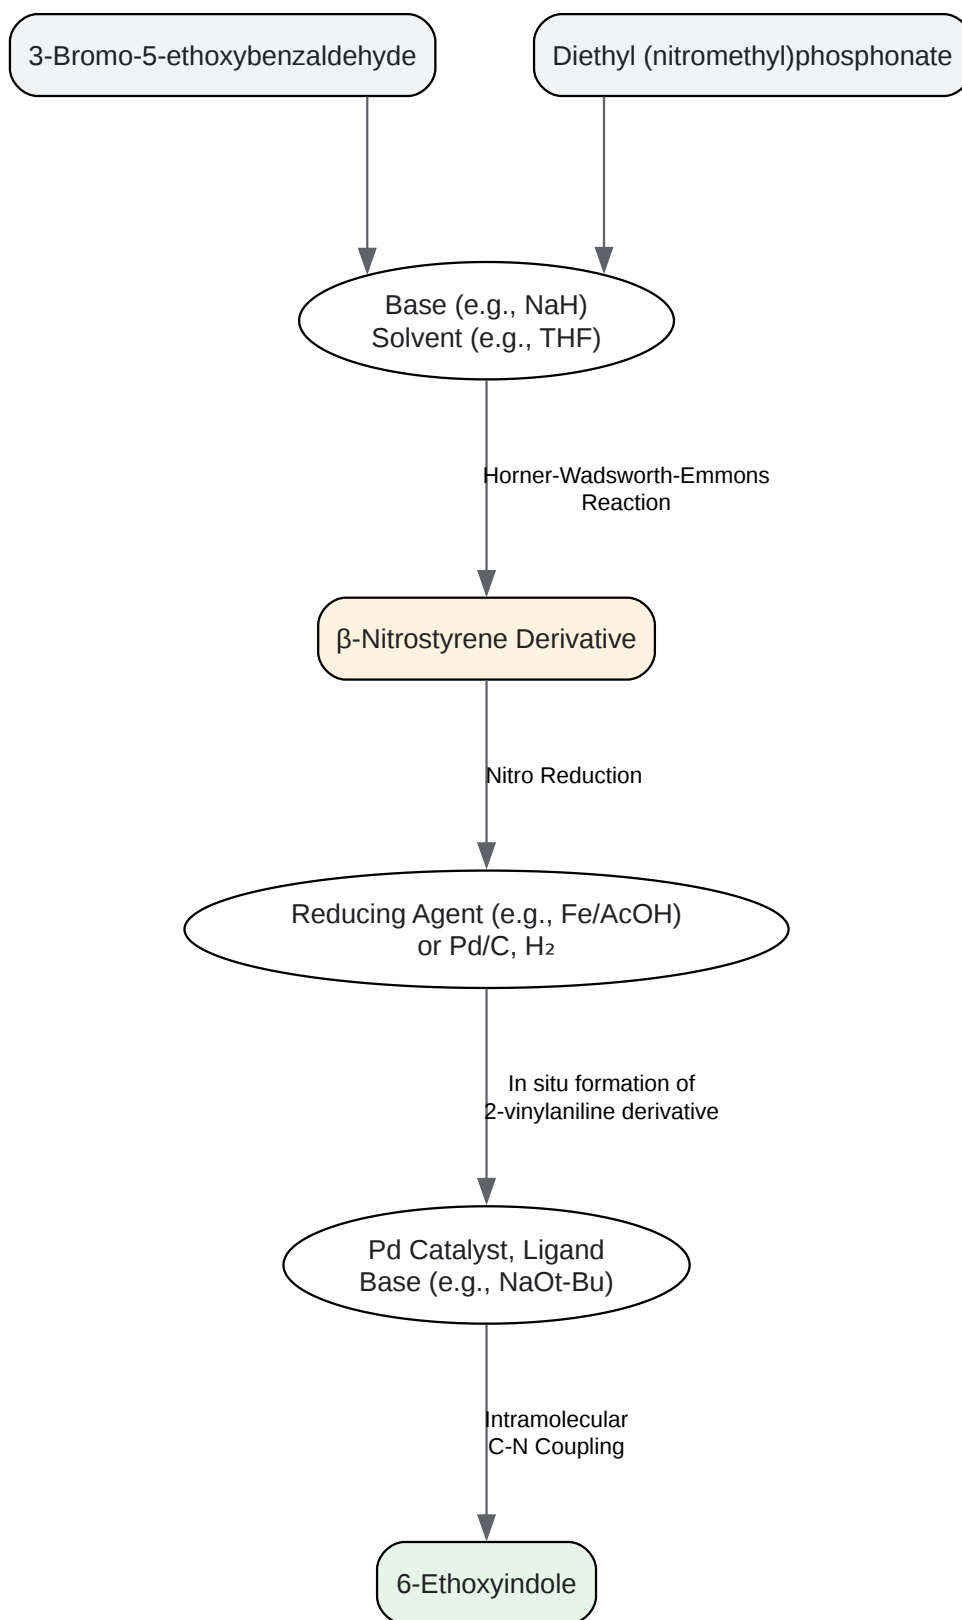 3-Bromo-5-ethoxybenzaldehyde
Diethyl (nitromethyl)phosphonate
Base (e.g., NaH)
Solvent (e.g., THF)
Horner-Wadsworth-Emmons
Reaction
β-Nitrostyrene Derivative
Nitro Reduction
Reducing Agent (e.g., Fe/AcOH)
or Pd/C, H₂
In situ formation of
2-vinylaniline derivative
Pd Catalyst, Ligand
Base (e.g., NaOt-Bu)
Intramolecular
C-N Coupling
6-Ethoxyindole